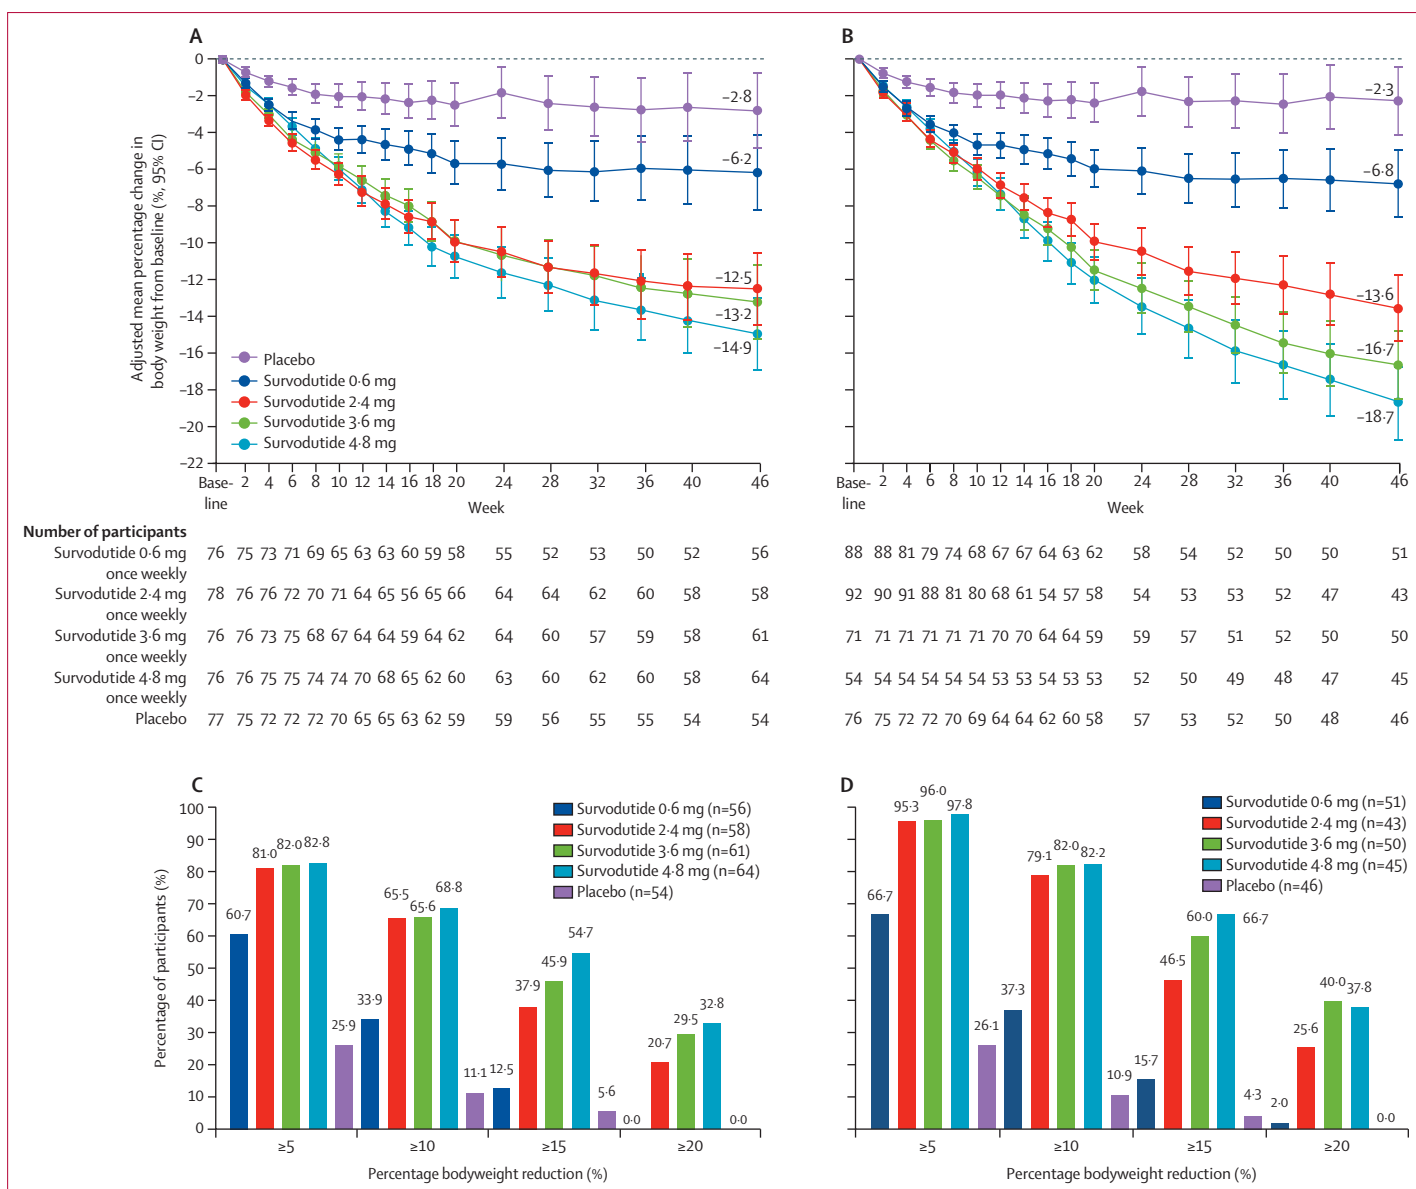 A
B
0
−2
−4
−6
−8
−10
−12
−14
−16
−18
−20
−22
Adjusted mean percentage change in
body weight from baseline (%, 95% CI)
−2·8
−6·2
−12·5
−13·2
−14·9
−2·3
−6·8
−13·6
−16·7
−18·7
Placebo
Survodutide 0·6 mg
Survodutide 2·4 mg
Survodutide 3·6 mg
Survodutide 4·8 mg
Base- 2 4 6 8 10 12 14 16 18 20 24 28 32 36 40 46
line
Week
Base- 2 4 6 8 10 12 14 16 18 20 24 28 32 36 40 46
line
Week
Number of participants
Survodutide 0·6 mg 76 75 73 71 69 65 63 63 60 59 58 55 52 53 50 52 56 88 88 81 79 74 68 67 67 64 63 62 58 54 52 50 50 51
once weekly
Survodutide 2·4 mg 78 76 76 72 70 71 64 65 56 65 66 64 64 62 60 58 58 92 90 91 88 81 80 68 61 54 57 58 54 53 53 52 47 43
once weekly
Survodutide 3·6 mg 76 76 73 75 68 67 64 64 59 64 62 64 60 57 59 58 61 71 71 71 71 71 71 70 70 64 64 59 59 57 51 52 50 50
once weekly
Survodutide 4·8 mg 76 76 75 75 74 74 70 68 65 62 60 63 60 62 60 58 64 54 54 54 54 54 54 53 53 54 53 53 52 50 49 48 47 45
once weekly
Placebo 77 75 72 72 72 70 65 65 63 62 59 59 56 55 55 54 54 76 75 72 72 70 69 64 64 62 60 58 57 53 52 50 48 46
C
100
90
80
70
60
50
40
30
20
10
0
Percentage of participants (%)
Survodutide 0·6 mg (n=56)
Survodutide 2·4 mg (n=58)
Survodutide 3·6 mg (n=61)
Survodutide 4·8 mg (n=64)
Placebo (n=54)
60·7 81·0 82·0 82·8 25·9
33·9 65·5 65·6 68·8 11·1
12·5 37·9 45·9 54·7 5·6
0·0 20·7 29·5 32·8 0·0
≥5 ≥10 ≥15 ≥20
Percentage bodyweight reduction (%)
D
Percentage of participants (%)
Survodutide 0·6 mg (n=51)
Survodutide 2·4 mg (n=43)
Survodutide 3·6 mg (n=50)
Survodutide 4·8 mg (n=45)
Placebo (n=46)
66·7 95·3 96·0 97·8 26·1
37·3 79·1 82·0 82·2 10·9
15·7 46·5 60·0 66·7 4·3
2·0 25·6 40·0 37·8 0·0
≥5 ≥10 ≥15 ≥20
Percentage bodyweight reduction (%)